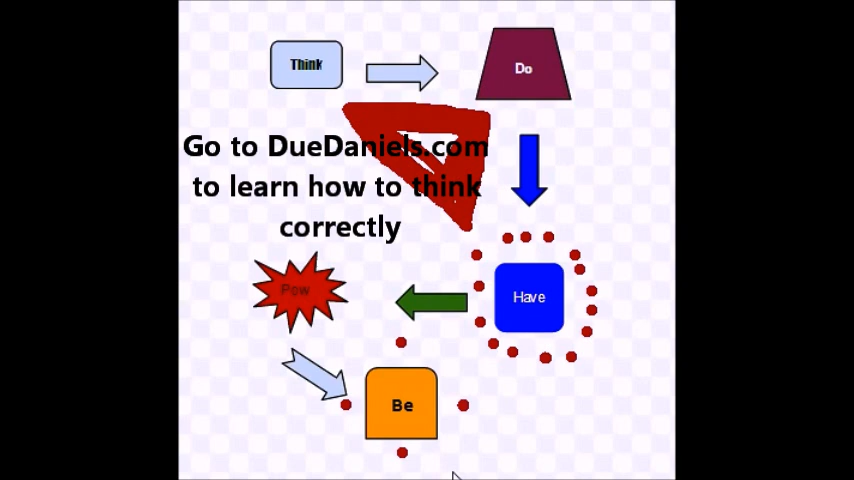 Think
Do
Go to DueDaniels.com
to learn how to think
correctly
Pow
Have
Be